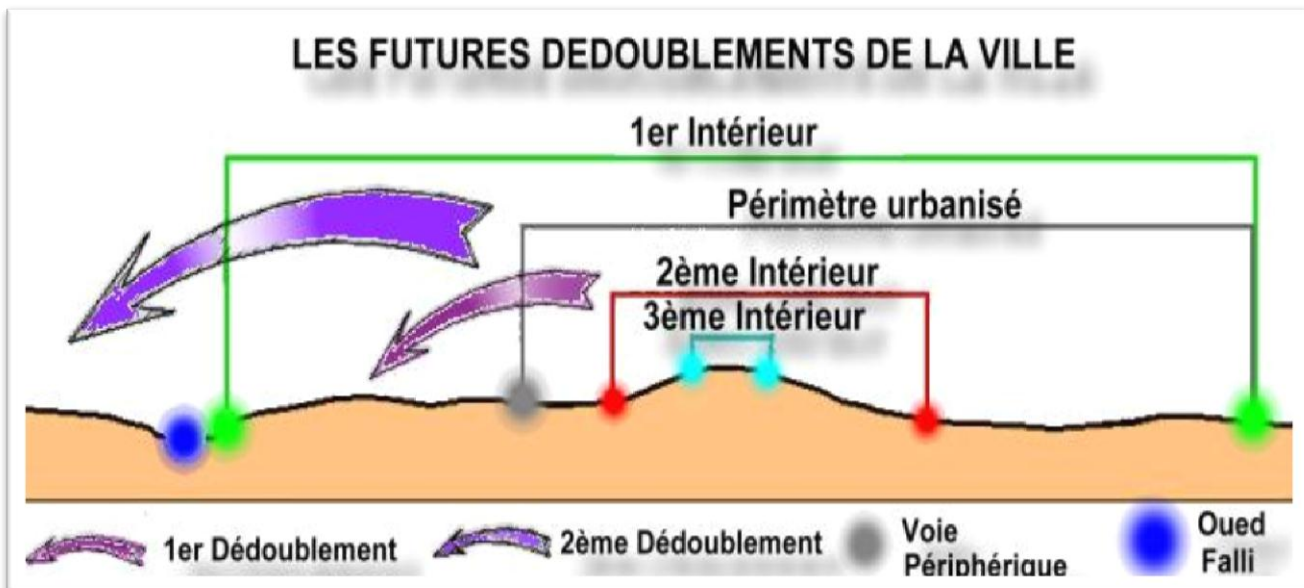 LES FUTURES DEDOUBLEMENTS DE LA VILLE
1er Intérieur
Périmètre urbanisé
2ème Intérieur
3ème Intérieur
1er Dédoublement
2ème Dédoublement
Voie
Périphérique
Oued
Falli